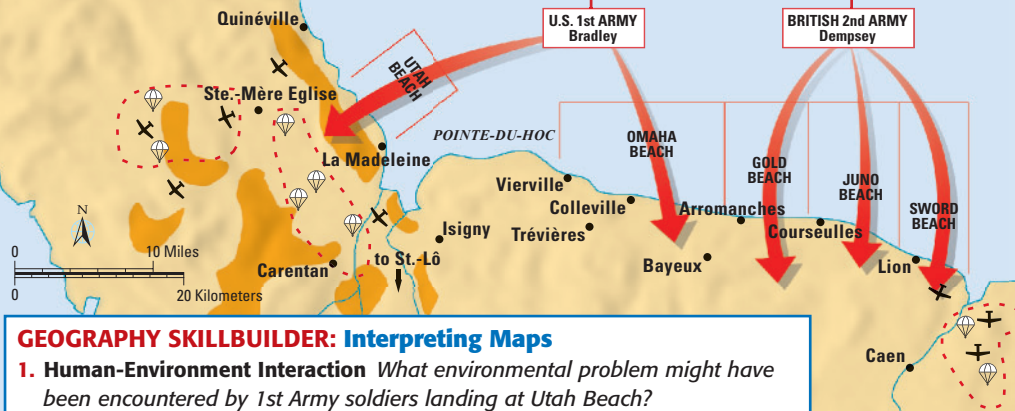 Quinéville
U.S. 1st ARMY
Bradley
BRITISH 2nd ARMY
Dempsey
UTAH
BEACH
Ste.-Mère Eglise
POINTE-DU-HOC
OMAHA
BEACH
La Madeleine
GOLD
BEACH
JUNO
BEACH
Vierville
Colleville
Arromanches
SWORD
BEACH
N
Isigny
Trévières
Courseulles
0 10 Miles
to St.-Lô
Bayeux
Lion
Carentan
0 20 Kilometers
GEOGRAPHY SKILLBUILDER: Interpreting Maps
1. Human-Environment Interaction What environmental problem might have
been encountered by 1st Army soldiers landing at Utah Beach?
Caen